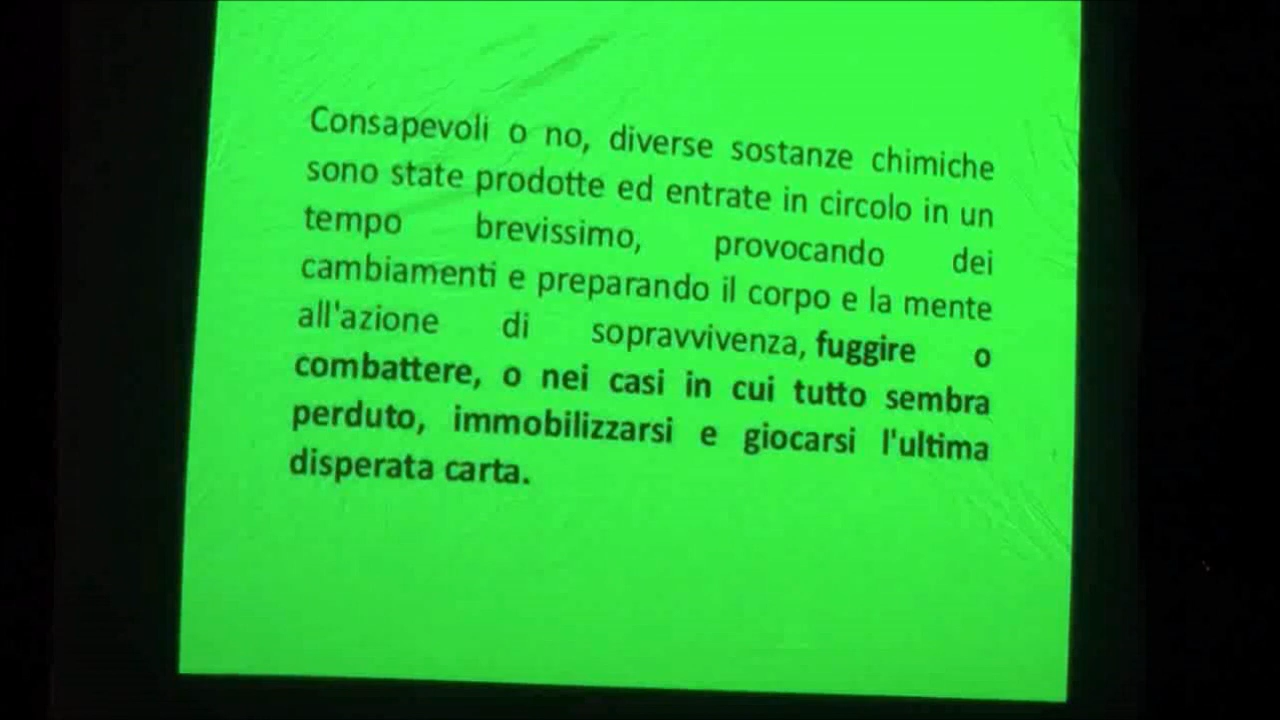 Consapevoli o no, diverse sostanze chimiche
sono state prodotte ed entrate in circolo in un
tempo brevissimo, provocando dei
cambiamenti e preparando il corpo e la mente
all'azione di sopravvivenza, fuggire o
combattere, o nei casi in cui tutto sembra
perduto, immobilizzarsi e giocarsi l'ultima
disperata carta.